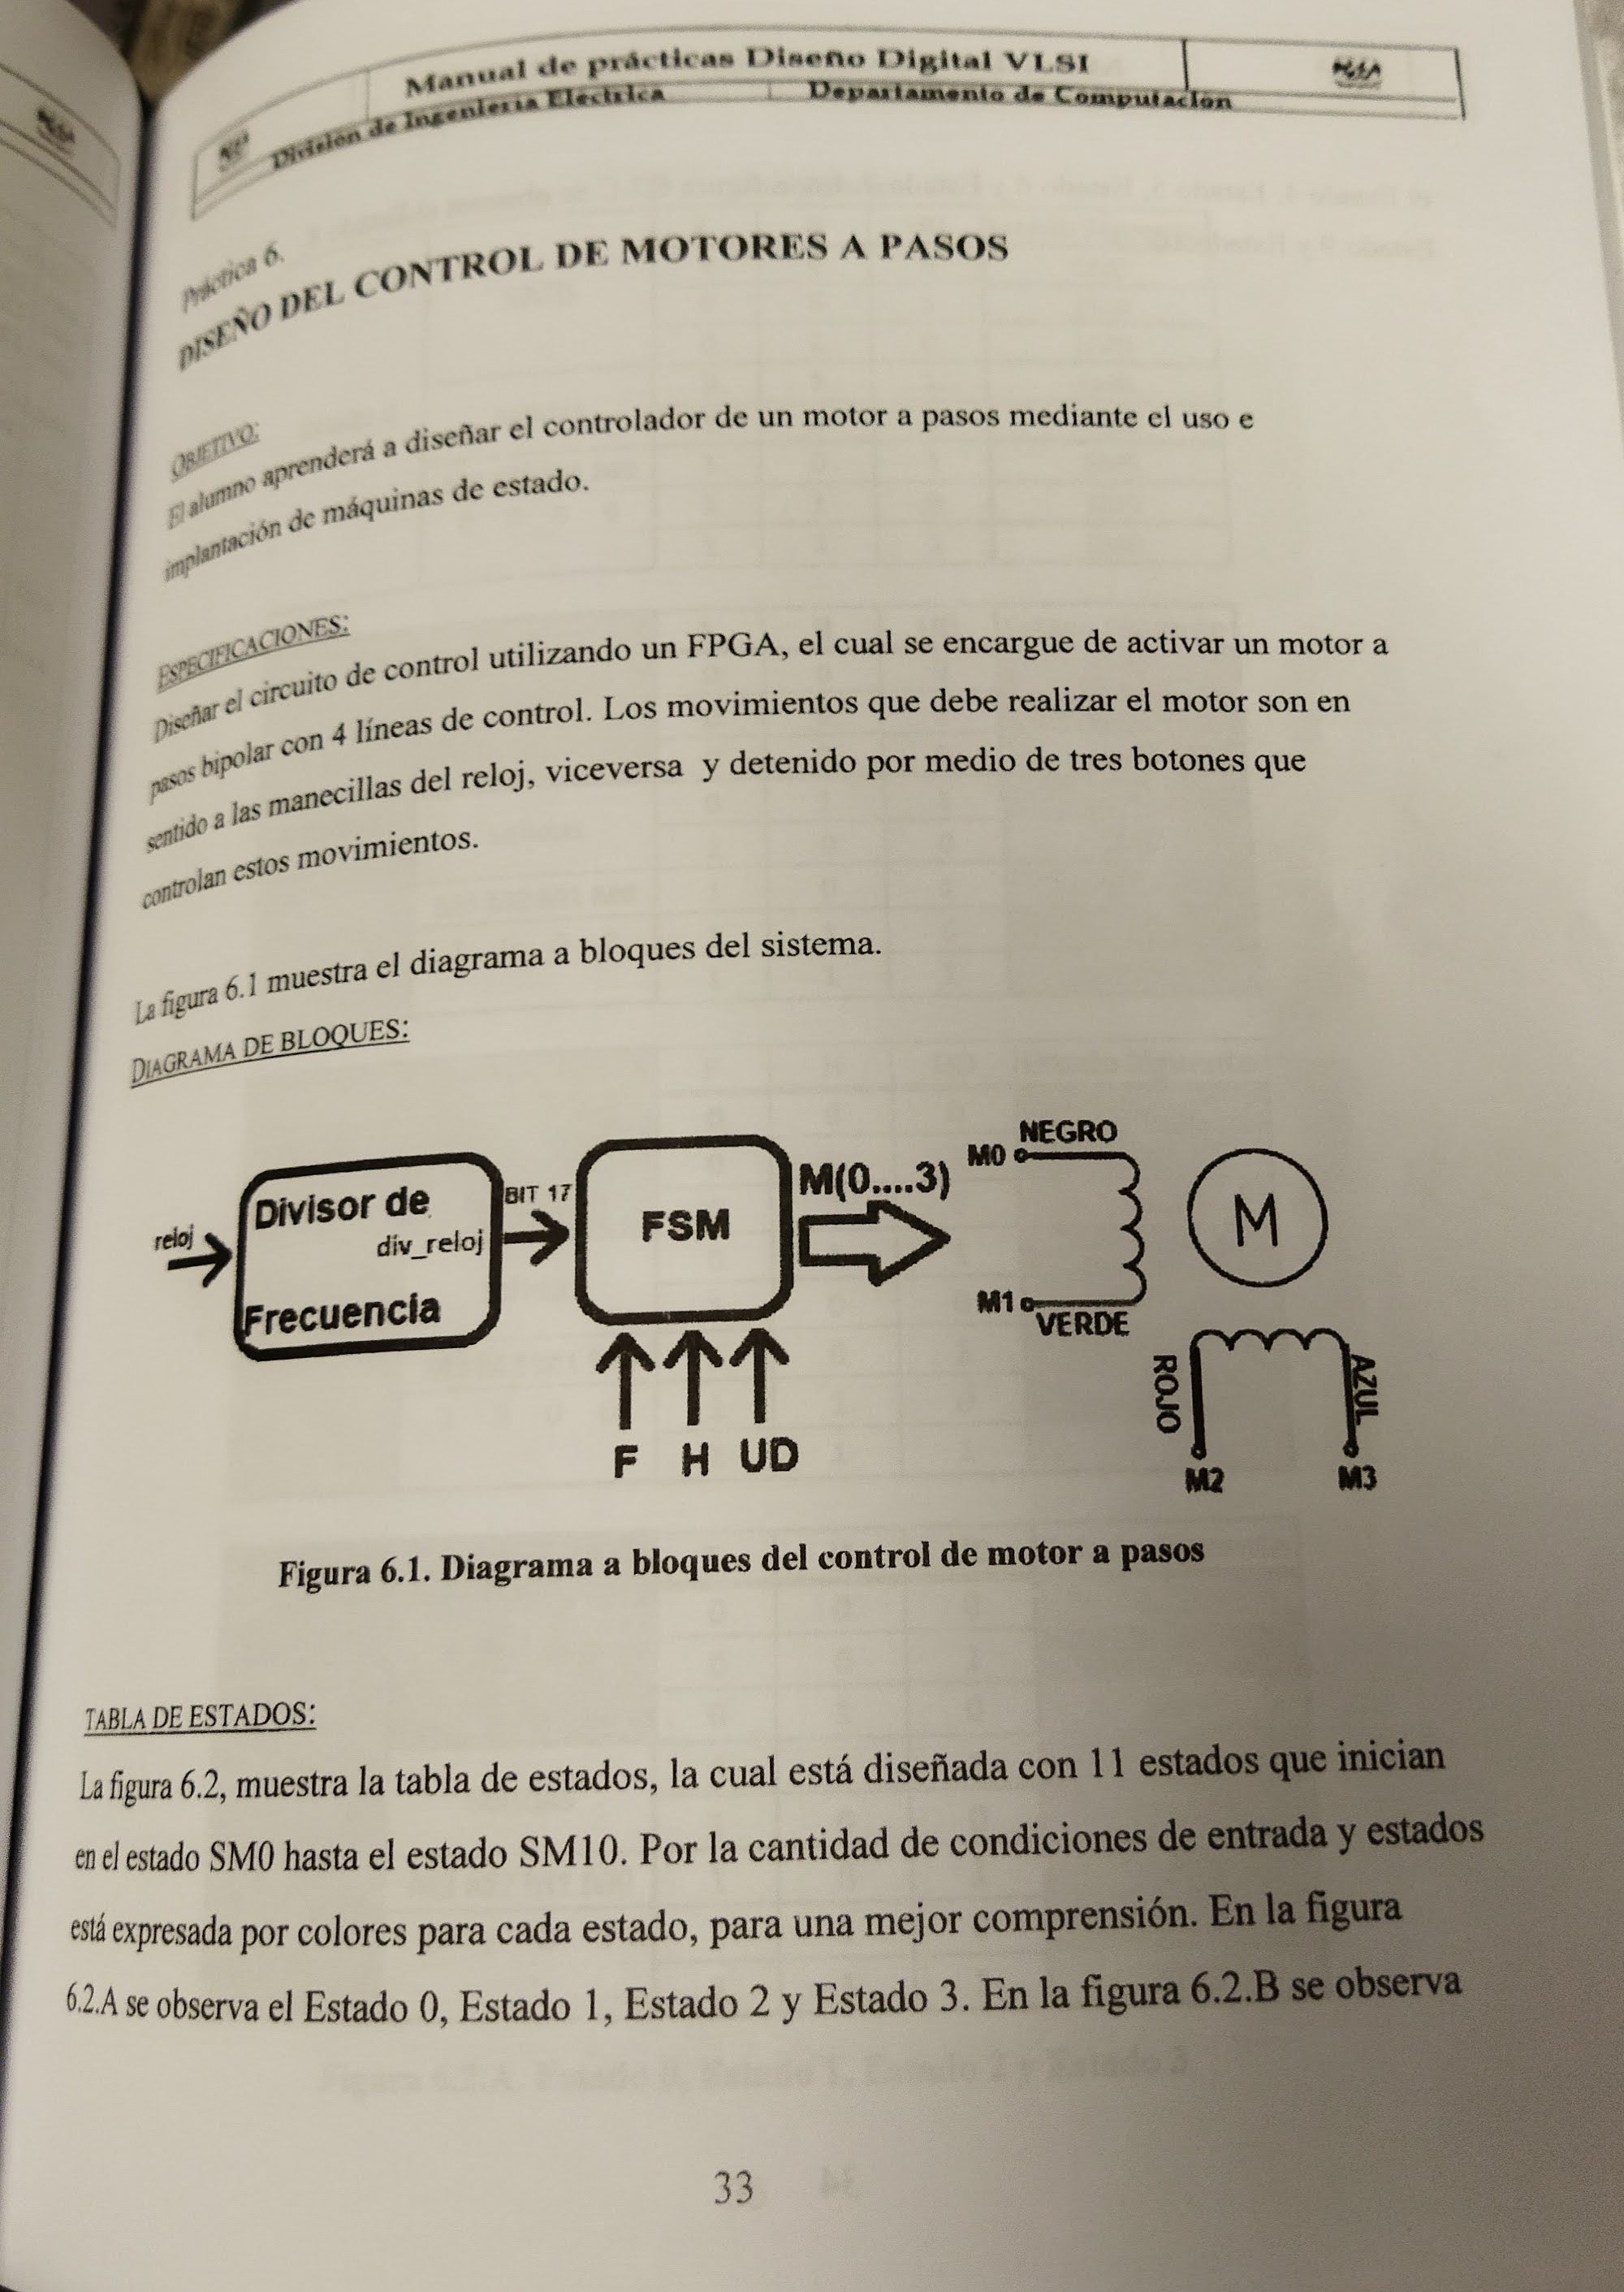 Manual de prácticas Diseño Digital VLSI
División de Ingeniería Eléctrica Departamento de Computación
Práctica 6.
DISEÑO DEL CONTROL DE MOTORES A PASOS
OBJETIVO:
El alumno aprenderá a diseñar el controlador de un motor a pasos mediante el uso e
implantación de máquinas de estado.
ESPECIFICACIONES:
Diseñar el circuito de control utilizando un FPGA, el cual se encargue de activar un motor a
pasos bipolar con 4 líneas de control. Los movimientos que debe realizar el motor son en
sentido a las manecillas del reloj, viceversa y detenido por medio de tres botones que
controlan estos movimientos.
La figura 6.1 muestra el diagrama a bloques del sistema.
DIAGRAMA DE BLOQUES:
reloj
Divisor de
div_reloj
Frecuencia
BIT 17
FSM
F H UD
M(0....3)
NEGRO
M0
M1
VERDE
M
ROJO
AZUL
M2
M3
Figura 6.1. Diagrama a bloques del control de motor a pasos
TABLA DE ESTADOS:
La figura 6.2, muestra la tabla de estados, la cual está diseñada con 11 estados que inician
en el estado SM0 hasta el estado SM10. Por la cantidad de condiciones de entrada y estados
está expresada por colores para cada estado, para una mejor comprensión. En la figura
6.2.A se observa el Estado 0, Estado 1, Estado 2 y Estado 3. En la figura 6.2.B se observa
33